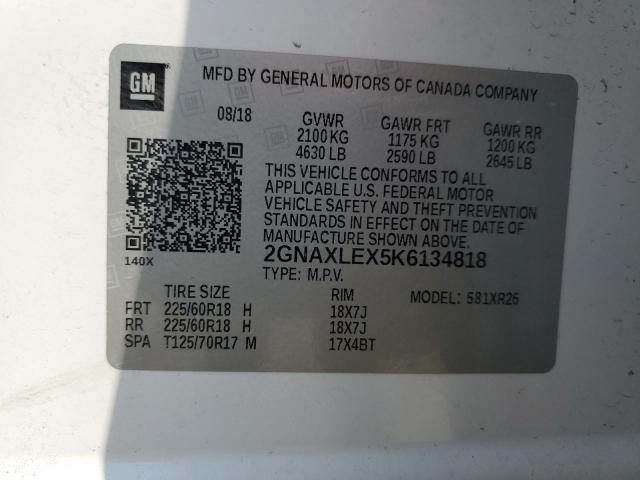 GM
MFD BY GENERAL MOTORS OF CANADA COMPANY
08/18 GVWR GAWR FRT GAWR RR
2100 KG 1175 KG 1200 KG
4630 LB 2590 LB 2645 LB
THIS VEHICLE CONFORMS TO ALL
APPLICABLE U.S. FEDERAL MOTOR
VEHICLE SAFETY AND THEFT PREVENTION
STANDARDS IN EFFECT ON THE DATE OF
MANUFACTURE SHOWN ABOVE.
140X
2GNAXLEX5K6134818
TYPE: M.P.V.
TIRE SIZE RIM MODEL: 581XR26
FRT 225/60R18 H 18X7J
RR 225/60R18 H 18X7J
SPA T125/70R17 M 17X4BT